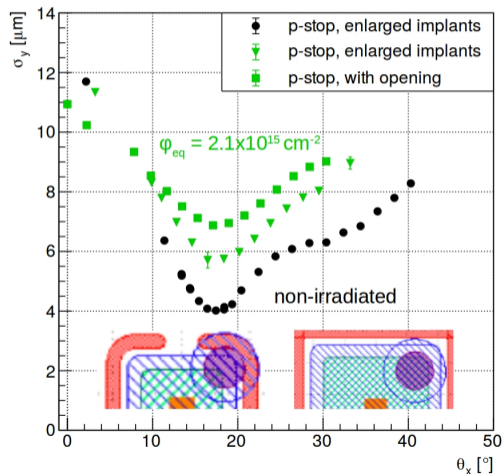 σy [μm]
14
12
10
8
6
4
2
0
p-stop, enlarged implants
p-stop, enlarged implants
p-stop, with opening
φeq = 2.1x10¹⁵ cm⁻²
non-irradiated
0 10 20 30 40 50
θx [°]